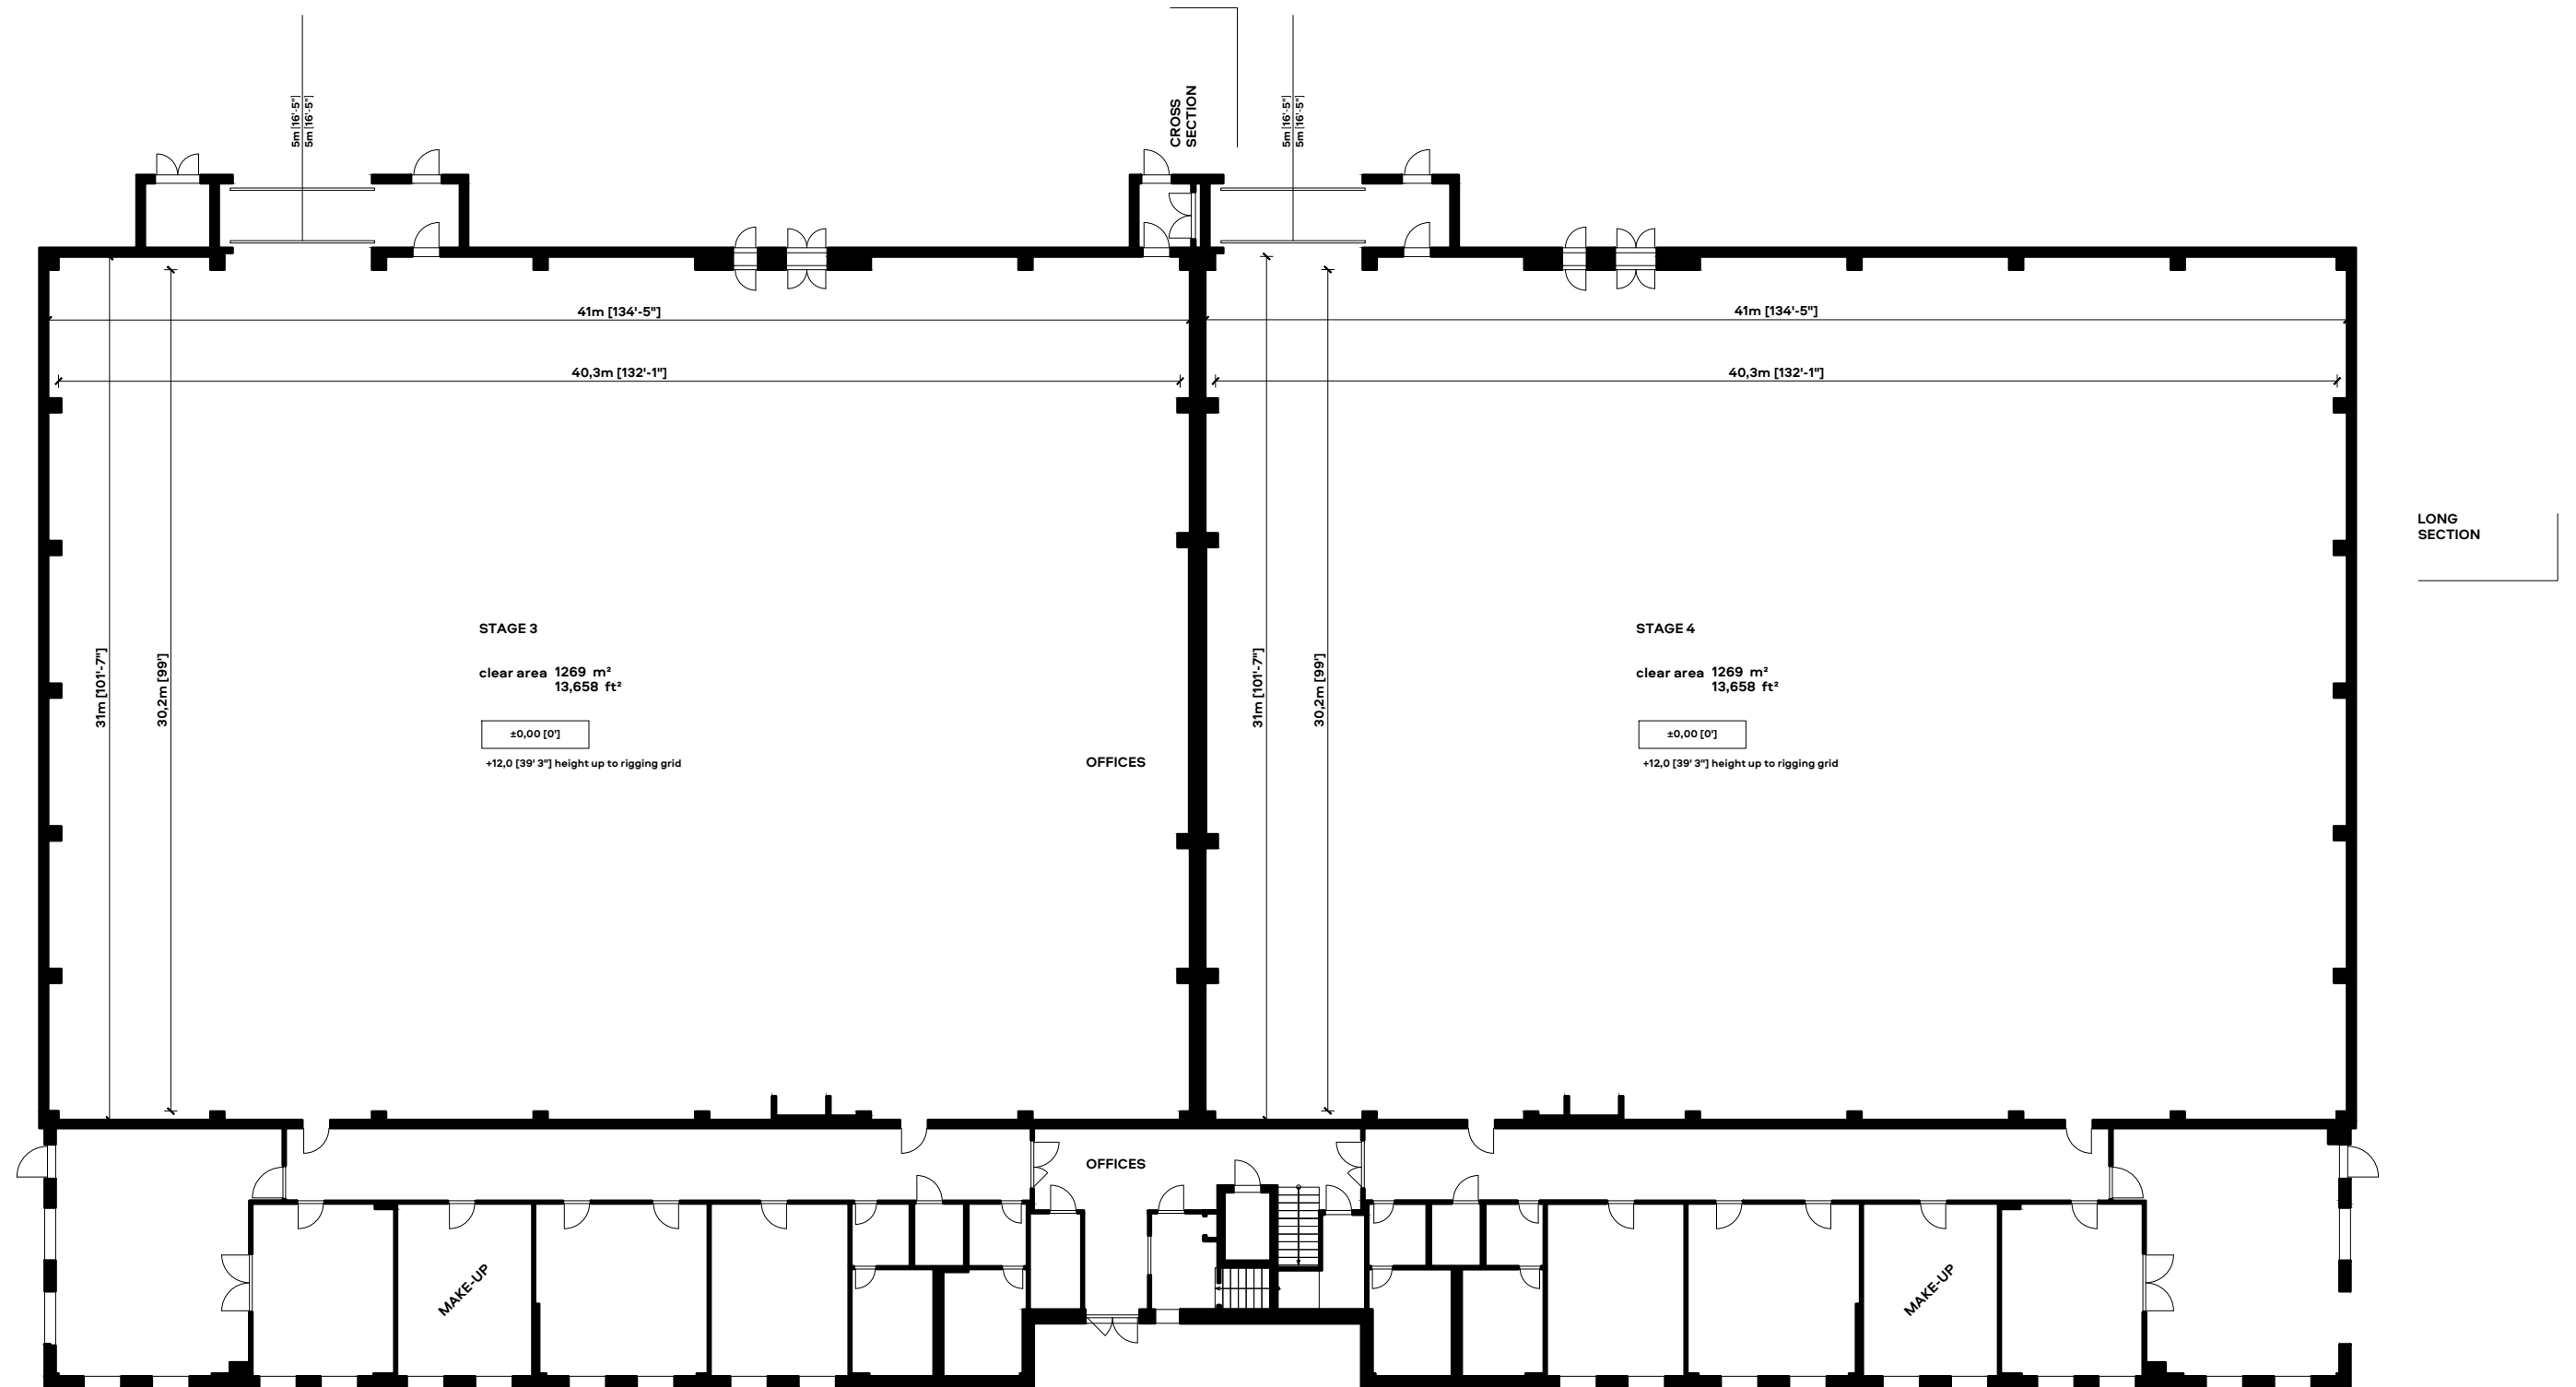 CROSS
SECTION
5m [16'-5"]
5m [16'-5"]
5m [16'-5"]
5m [16'-5"]
41m [134'-5"]
41m [134'-5"]
40,3m [132'-1"]
40,3m [132'-1"]
LONG
SECTION
STAGE 3
clear area 1269 m²
13,658 ft²
±0,00 [0']
+12,0 [39' 3"] height up to rigging grid
31m [101'-7"]
30,2m [99']
OFFICES
STAGE 4
clear area 1269 m²
13,658 ft²
±0,00 [0']
+12,0 [39' 3"] height up to rigging grid
31m [101'-7"]
30,2m [99']
OFFICES
MAKE-UP
MAKE-UP